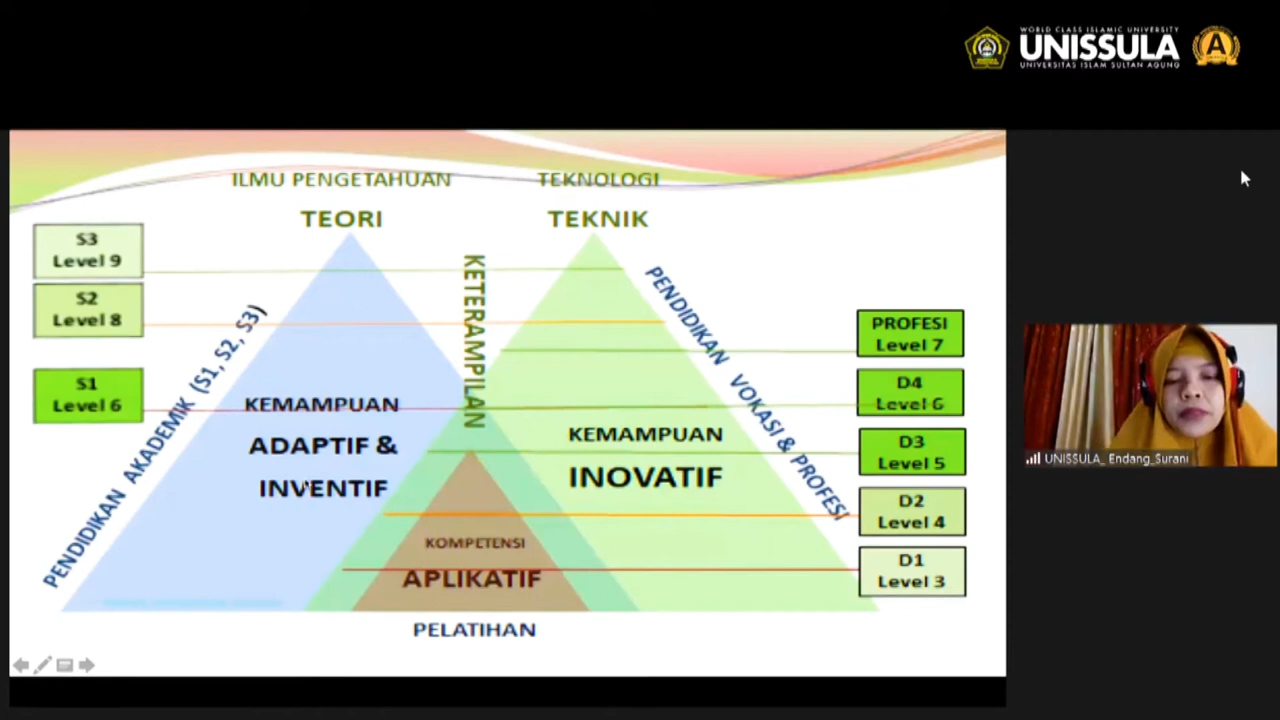 WORLD CLASS ISLAMIC UNIVERSITY
UNISSULA
UNIVERSITAS ISLAM SULTAN AGUNG
A
ILMU PENGETAHUAN
TEORI
TEKNOLOGI
TEKNIK
S3
Level 9
S2
Level 8
S1
Level 6
PENDIDIKAN AKADEMIK (S1, S2, S3)
KETERAMPILAN
PENDIDIKAN VOKASI & PROFESI
PROFESI
Level 7
D4
Level 6
D3
Level 5
D2
Level 4
D1
Level 3
KEMAMPUAN
ADAPTIF &
INVENTIF
KEMAMPUAN
INOVATIF
KOMPETENSI
APLIKATIF
PELATIHAN
UNISSULA_ Endang_Surani